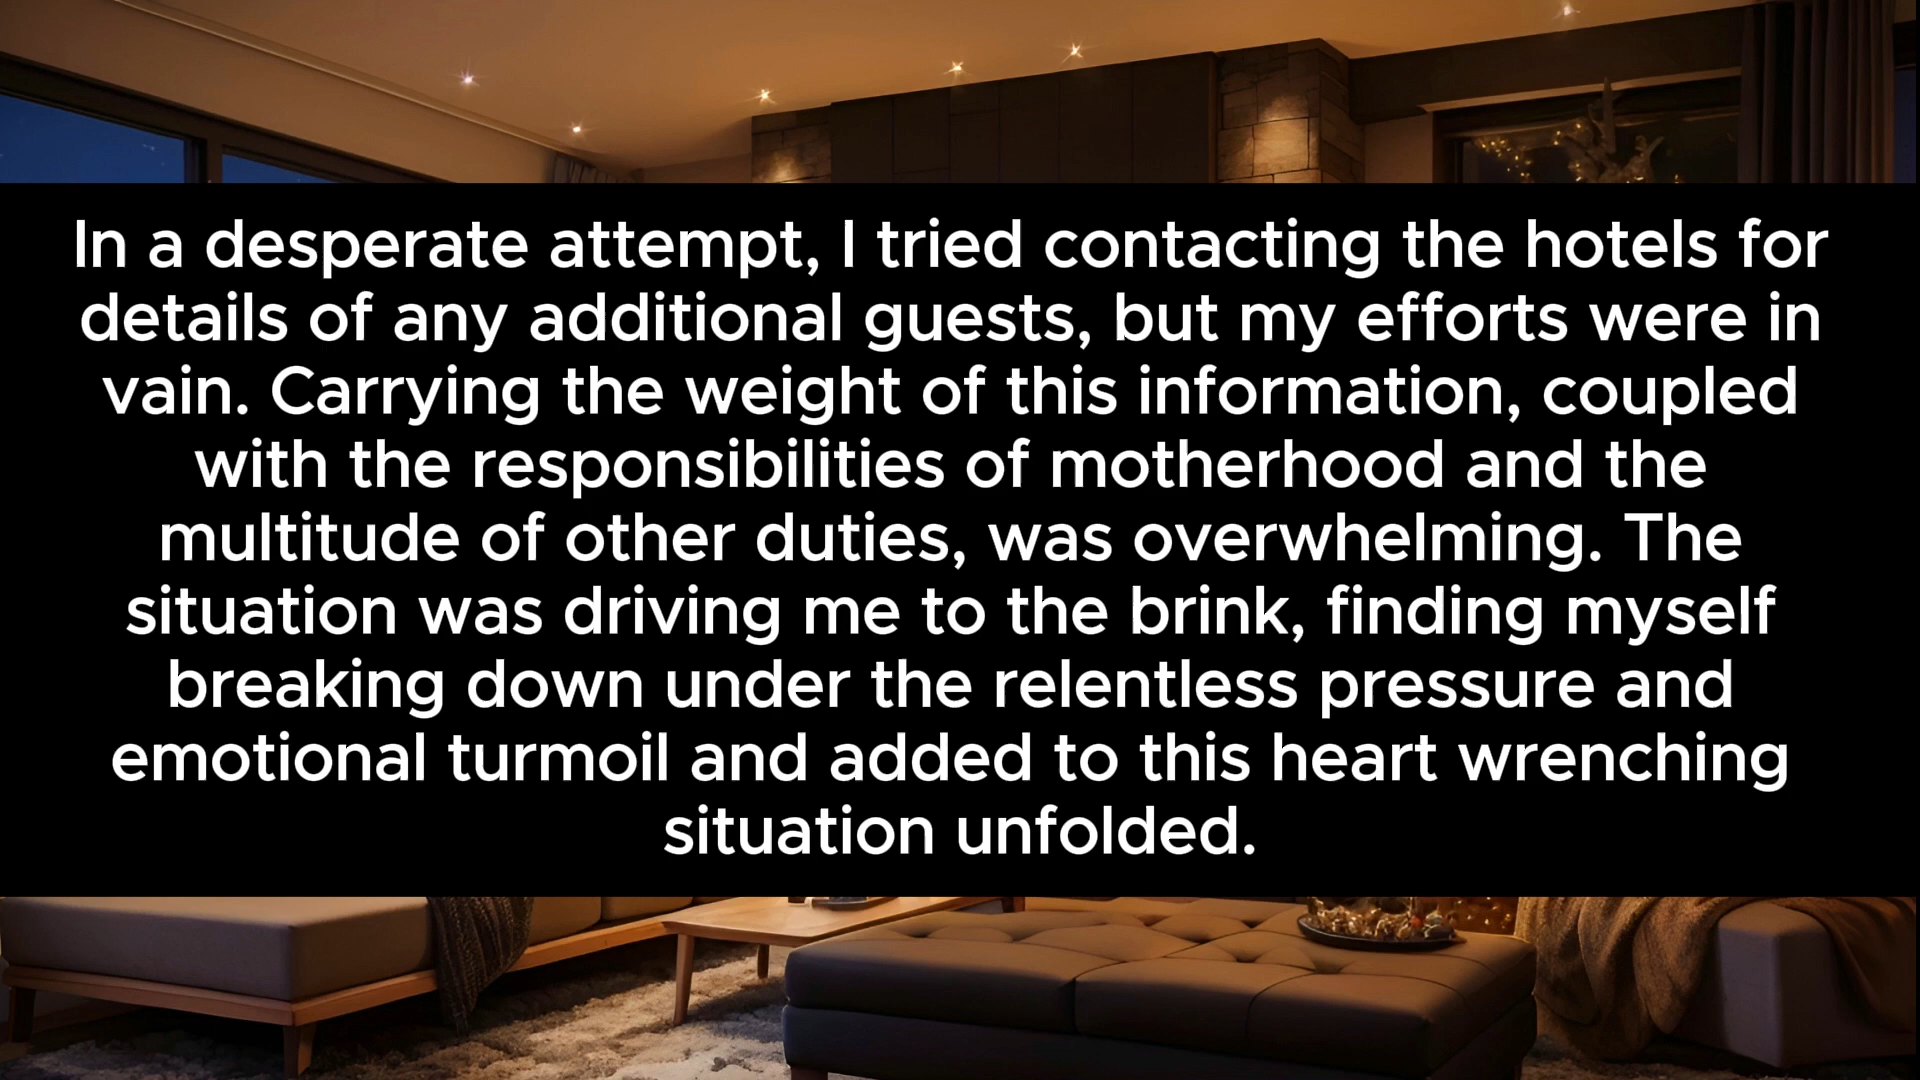 In a desperate attempt, I tried contacting the hotels for
details of any additional guests, but my efforts were in
vain. Carrying the weight of this information, coupled
with the responsibilities of motherhood and the
multitude of other duties, was overwhelming. The
situation was driving me to the brink, finding myself
breaking down under the relentless pressure and
emotional turmoil and added to this heart wrenching
situation unfolded.